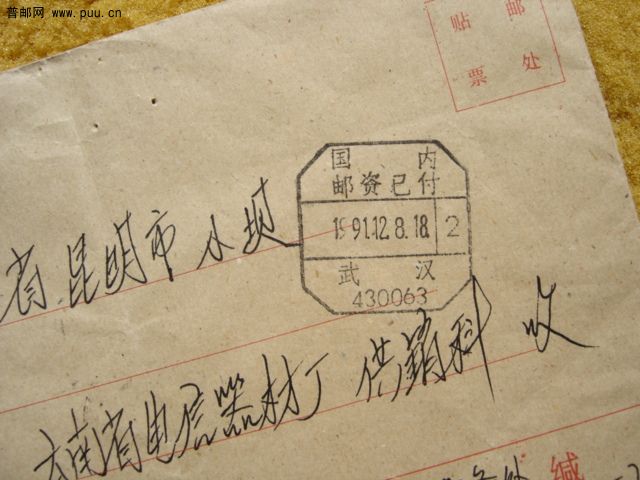 普邮网 www.puu.cn
贴邮
票处
国内
邮资已付
1991.12.8.18. 2
武汉
430063
省昆明市小坝
云南省电信器材厂供销科 收
缄